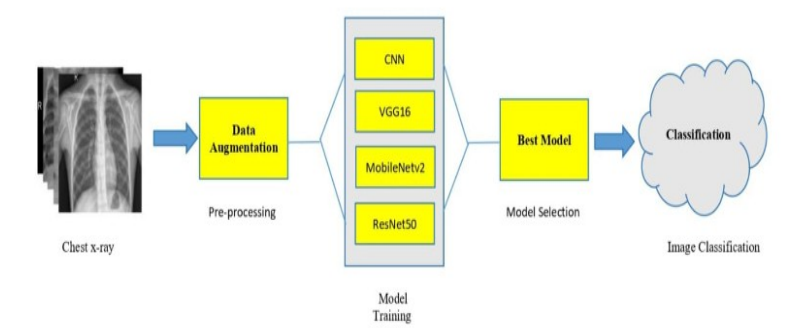 R
Chest x-ray
Data
Augmentation
Pre-processing
CNN
VGG16
MobileNetv2
ResNet50
Model
Training
Best Model
Model Selection
Classification
Image Classification